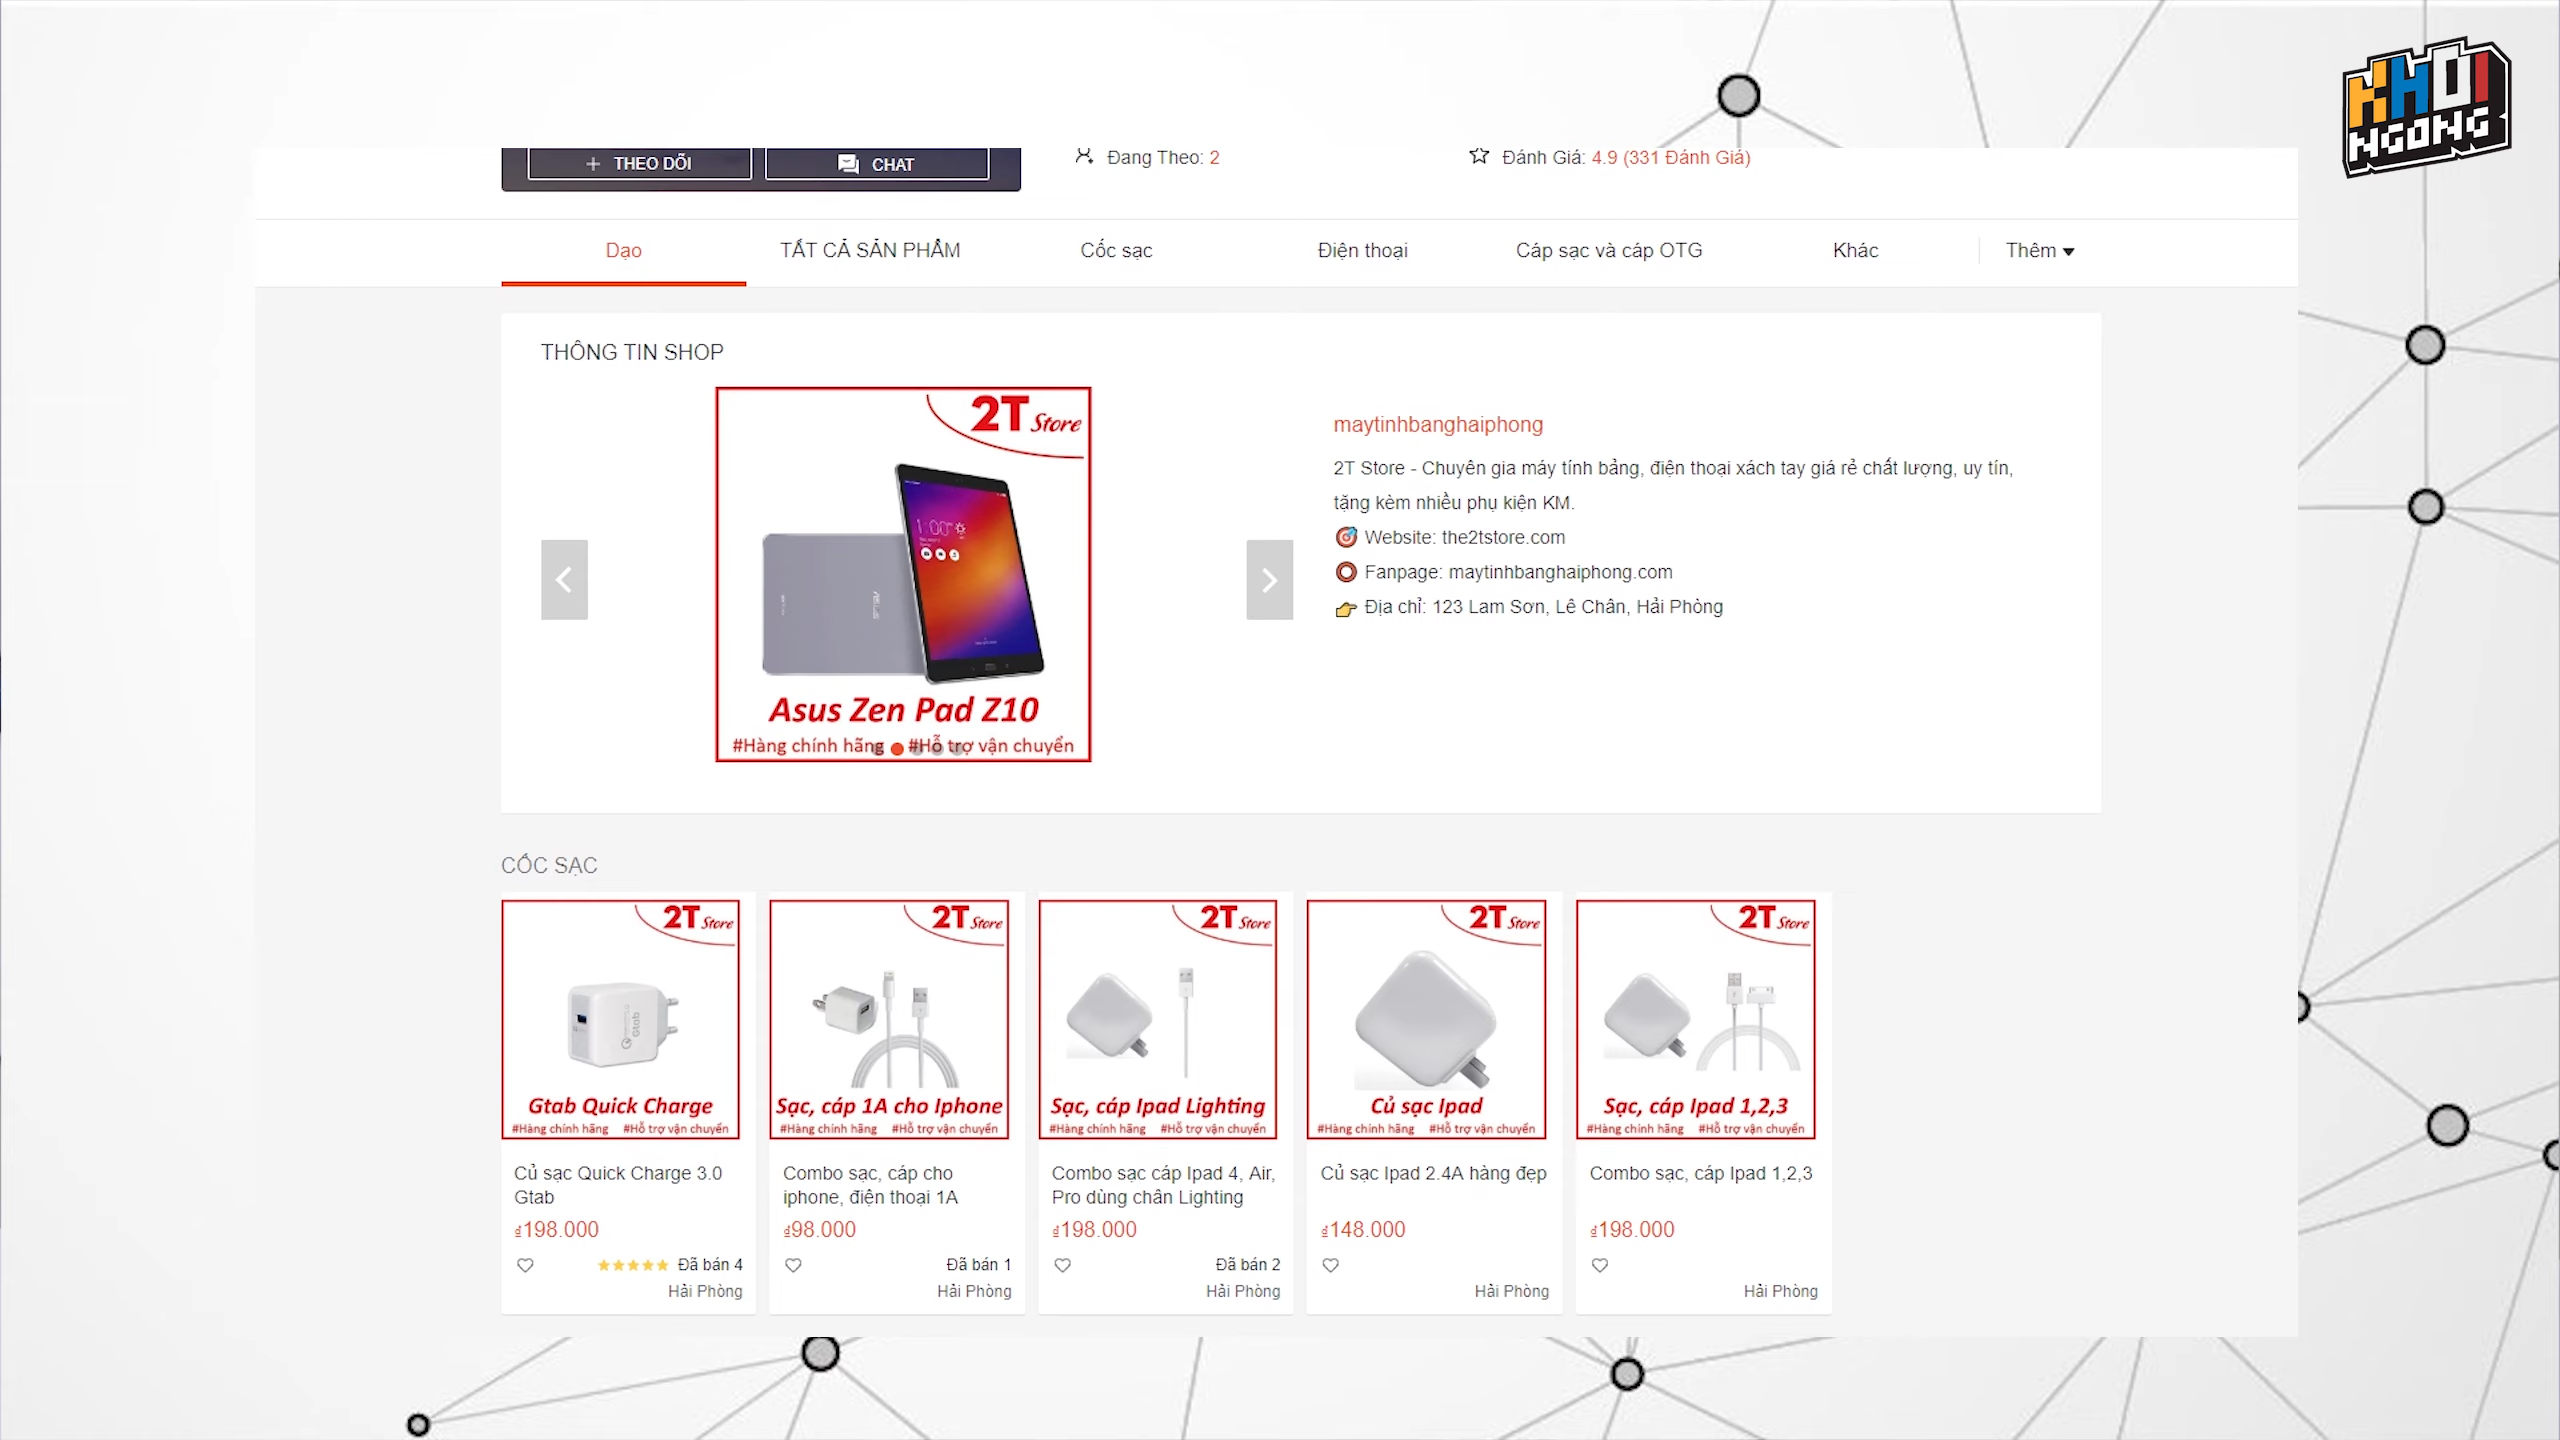 KHOI
NGONG
THEO DÕI
CHAT
Đang Theo: 2
Đánh Giá: 4.9 (331 Đánh Giá)
Dạo
TẤT CẢ SẢN PHẨM
Cốc sạc
Điện thoại
Cáp sạc và cáp OTG
Khác
Thêm
THÔNG TIN SHOP
2T Store
1:00
ASUS
Asus Zen Pad Z10
#Hàng chính hãng #Hỗ trợ vận chuyển
maytinhbanghaiphong
2T Store - Chuyên gia máy tính bảng, điện thoại xách tay giá rẻ chất lượng, uy tín,
tặng kèm nhiều phụ kiện KM.
Website: the2tstore.com
Fanpage: maytinhbanghaiphong.com
Địa chỉ: 123 Lam Sơn, Lê Chân, Hải Phòng
CỐC SẠC
2T Store
Gtab
Gtab Quick Charge
#Hàng chính hãng #Hỗ trợ vận chuyển
Củ sạc Quick Charge 3.0
Gtab
₫198.000
Đã bán 4
Hải Phòng
2T Store
Sạc, cáp 1A cho Iphone
#Hàng chính hãng #Hỗ trợ vận chuyển
Combo sạc, cáp cho
iphone, điện thoại 1A
₫98.000
Đã bán 1
Hải Phòng
2T Store
Sạc, cáp Ipad Lighting
#Hàng chính hãng #Hỗ trợ vận chuyển
Combo sạc cáp Ipad 4, Air,
Pro dùng chân Lighting
₫198.000
Đã bán 2
Hải Phòng
2T Store
Củ sạc Ipad
#Hàng chính hãng #Hỗ trợ vận chuyển
Củ sạc Ipad 2.4A hàng đẹp
₫148.000
Hải Phòng
2T Store
Sạc, cáp Ipad 1,2,3
#Hàng chính hãng #Hỗ trợ vận chuyển
Combo sạc, cáp Ipad 1,2,3
₫198.000
Hải Phòng